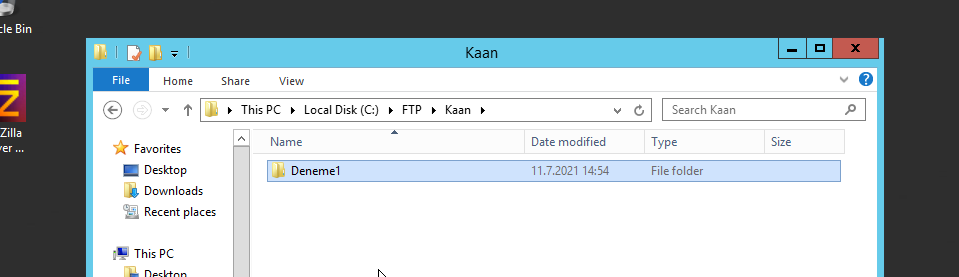 cle Bin
Zilla
ver ...
Kaan
File Home Share View
This PC Local Disk (C:) FTP Kaan
Search Kaan
Name Date modified Type Size
Deneme1 11.7.2021 14:54 File folder
Favorites
Desktop
Downloads
Recent places
This PC
Desktop